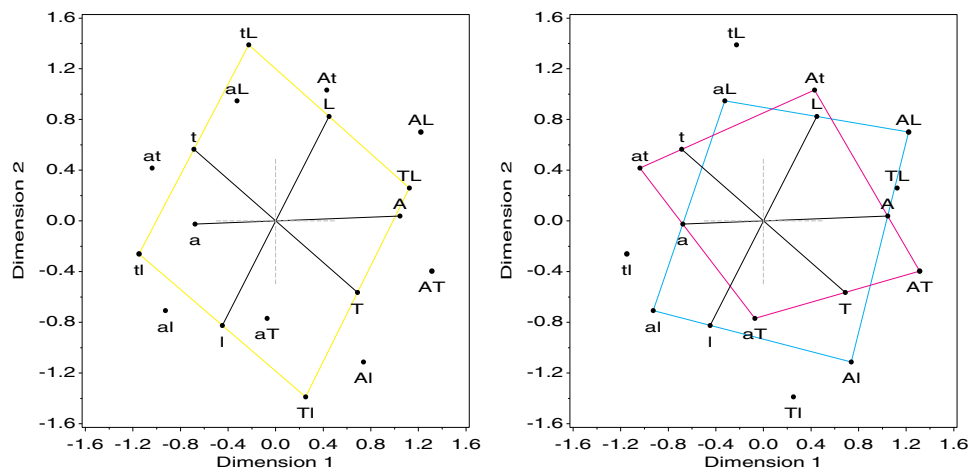 1.6
1.2
0.8
0.4
0.0
-0.4
-0.8
-1.2
-1.6
Dimension 2
tL
aL
At
L
AL
t
at
TL
A
a
tl
AT
T
al
l
aT
Al
Tl
-1.6 -1.2 -0.8 -0.4 0.0 0.4 0.8 1.2 1.6
Dimension 1
1.6
1.2
0.8
0.4
0.0
-0.4
-0.8
-1.2
-1.6
Dimension 2
tL
At
aL
L
AL
t
at
TL
A
a
tl
AT
T
al
l
aT
Al
Tl
-1.6 -1.2 -0.8 -0.4 0.0 0.4 0.8 1.2 1.6
Dimension 1